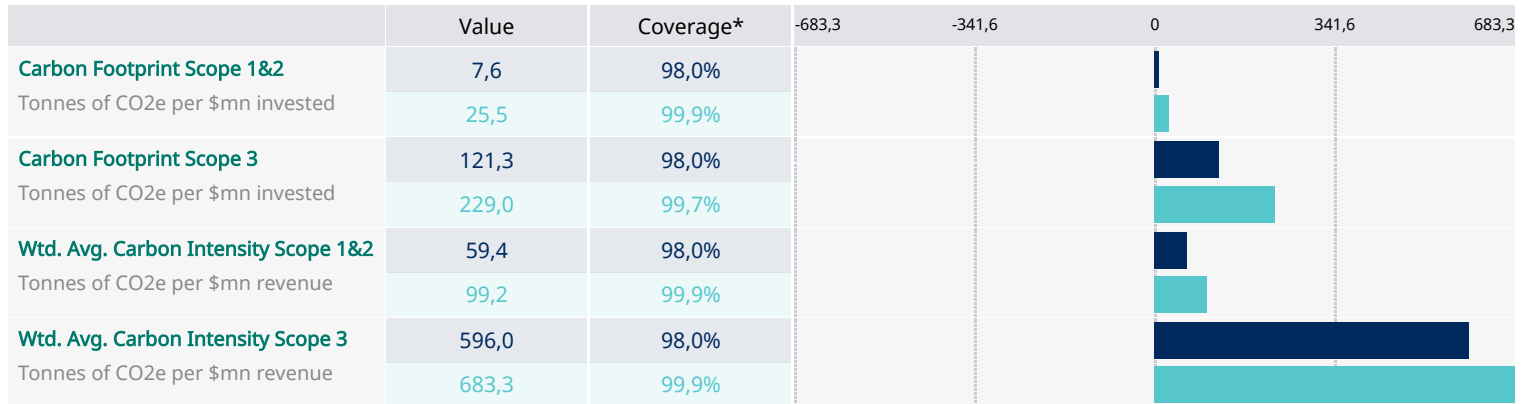 Value Coverage* -683,3 -341,6 0 341,6 683,3
Carbon Footprint Scope 1&2 7,6 98,0%
Tonnes of CO2e per $mn invested 25,5 99,9%
Carbon Footprint Scope 3 121,3 98,0%
Tonnes of CO2e per $mn invested 229,0 99,7%
Wtd. Avg. Carbon Intensity Scope 1&2 59,4 98,0%
Tonnes of CO2e per $mn revenue 99,2 99,9%
Wtd. Avg. Carbon Intensity Scope 3 596,0 98,0%
Tonnes of CO2e per $mn revenue 683,3 99,9%